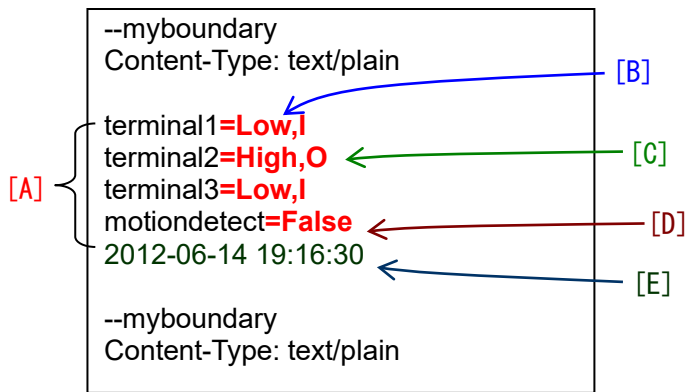 --myboundary
Content-Type: text/plain
[B]
terminal1=Low,I
terminal2=High,O
[C]
[A]
terminal3=Low,I
motiondetect=False
[D]
2012-06-14 19:16:30
[E]
--myboundary
Content-Type: text/plain